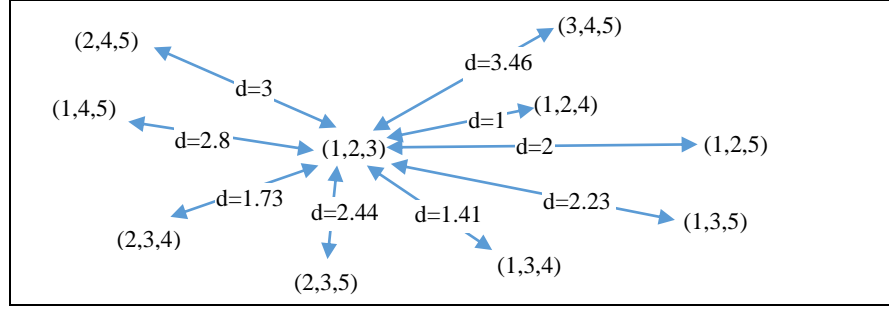 (2,4,5)
(3,4,5)
d=3.46
d=3
(1,4,5)
(1,2,4)
d=1
d=2.8
(1,2,3)
d=2
(1,2,5)
d=1.73
d=2.44
d=1.41
d=2.23
(2,3,4)
(1,3,5)
(2,3,5)
(1,3,4)